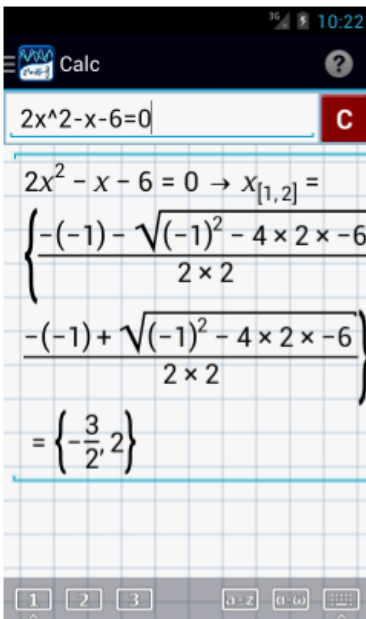 3G 10:22
Calc ?
2x^2-x-6=0 C
2x² − x − 6 = 0 → x[1,2] =
{ (-(-1) − √((-1)² − 4 × 2 × -6)) / (2 × 2)
(-(-1) + √((-1)² − 4 × 2 × -6)) / (2 × 2) }
= {-3/2, 2}
1 2 3 a-z α-ω